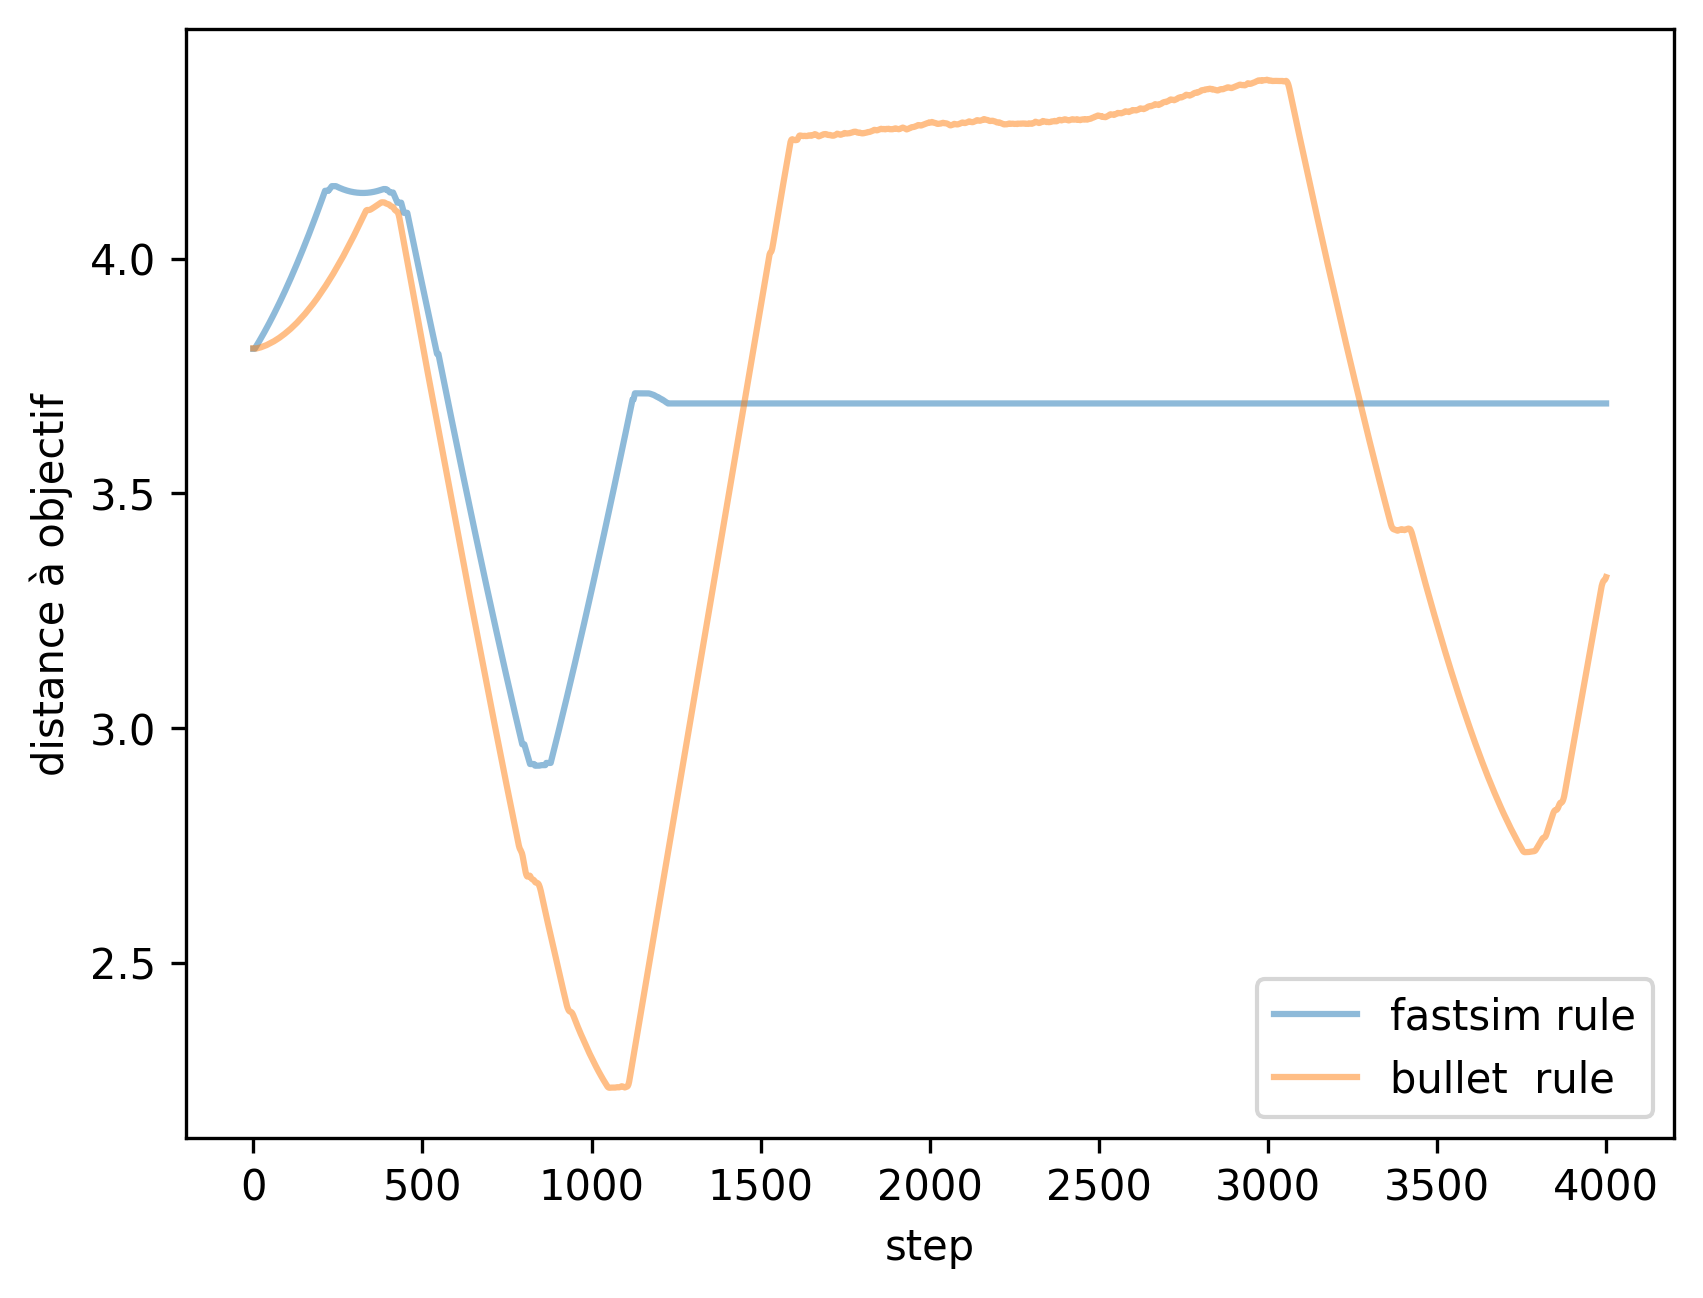 distance à objectif
4.0
3.5
3.0
2.5
0 500 1000 1500 2000 2500 3000 3500 4000
step
fastsim rule
bullet  rule